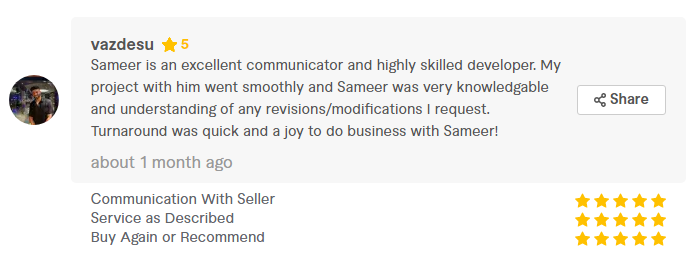 vazdesu 5
Sameer is an excellent communicator and highly skilled developer. My
project with him went smoothly and Sameer was very knowledgable
and understanding of any revisions/modifications I request.
Turnaround was quick and a joy to do business with Sameer!
Share
about 1 month ago
Communication With Seller
Service as Described
Buy Again or Recommend